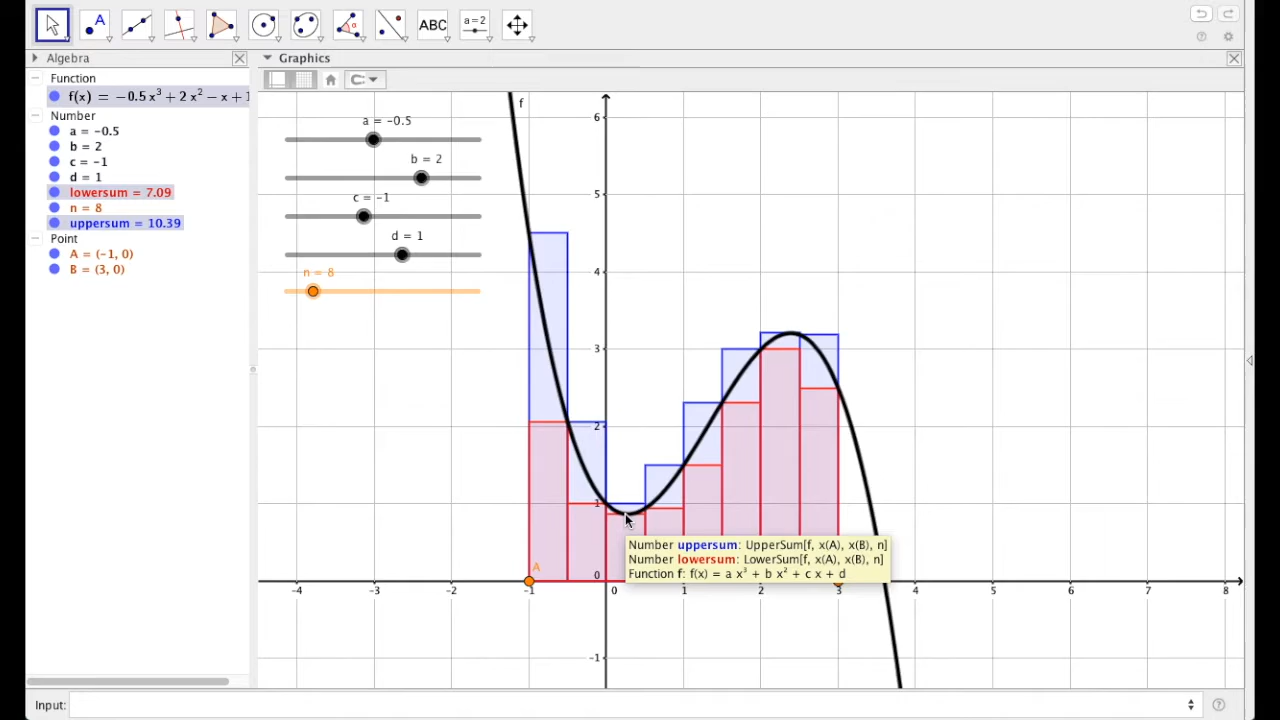 A
α
ABC
a=2
Algebra
Graphics
Function
f(x) = −0.5 x³ + 2 x² − x + 1
Number
a = −0.5
b = 2
c = −1
d = 1
lowersum = 7.09
n = 8
uppersum = 10.39
Point
A = (−1, 0)
B = (3, 0)
f
a = −0.5
b = 2
c = −1
d = 1
n = 8
6
5
4
3
2
1
0
−1
A
−4
−3
−2
−1
0
1
2
3
4
5
6
7
8
Number uppersum: UpperSum[f, x(A), x(B), n]
Number lowersum: LowerSum[f, x(A), x(B), n]
Function f: f(x) = a x³ + b x² + c x + d
Input: